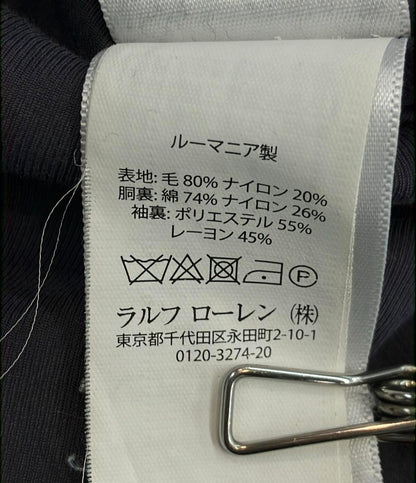 ルーマニア製
表地: 毛 80% ナイロン 20%
胴裏: 綿 74% ナイロン 26%
袖裏: ポリエステル 55%
レーヨン 45%
P
ラルフ ローレン (株)
東京都千代田区永田町2-10-1
0120-3274-20